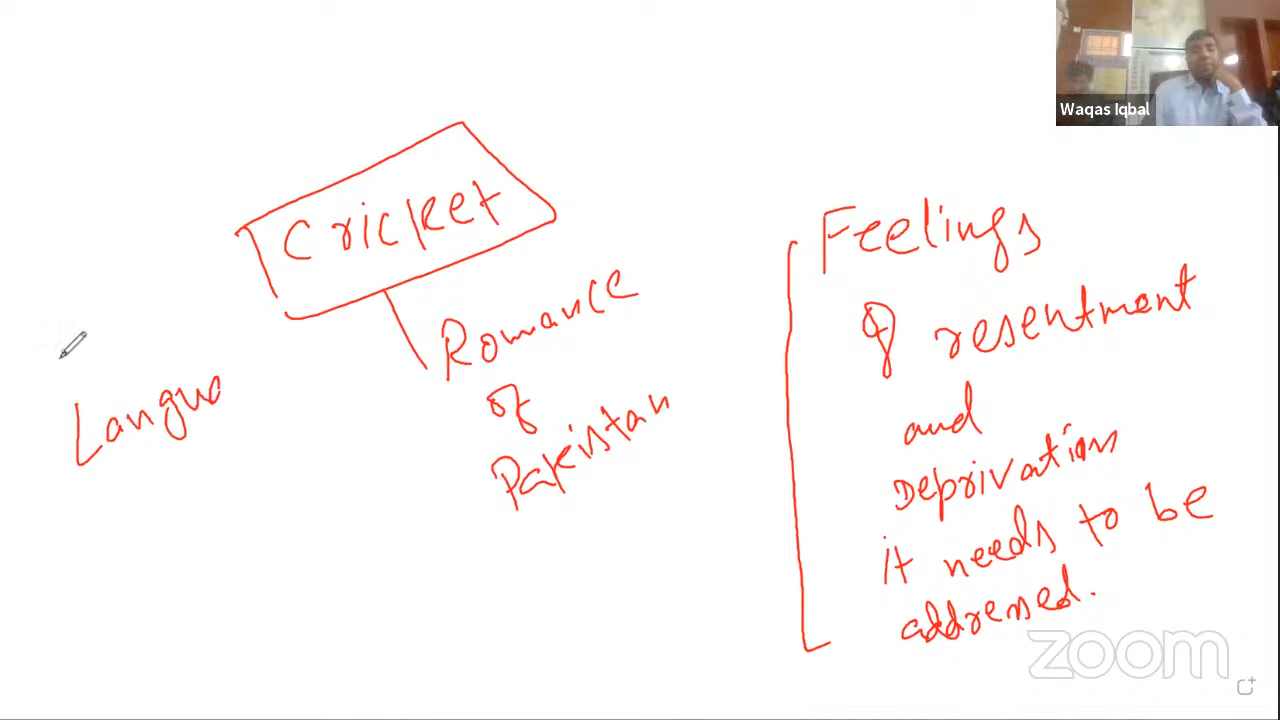 Waqas Iqbal
Cricket
Romance
of
Pakistan
Langua
Feelings
of resentment
and
Deprivation
it needs to be
addressed.
zoom